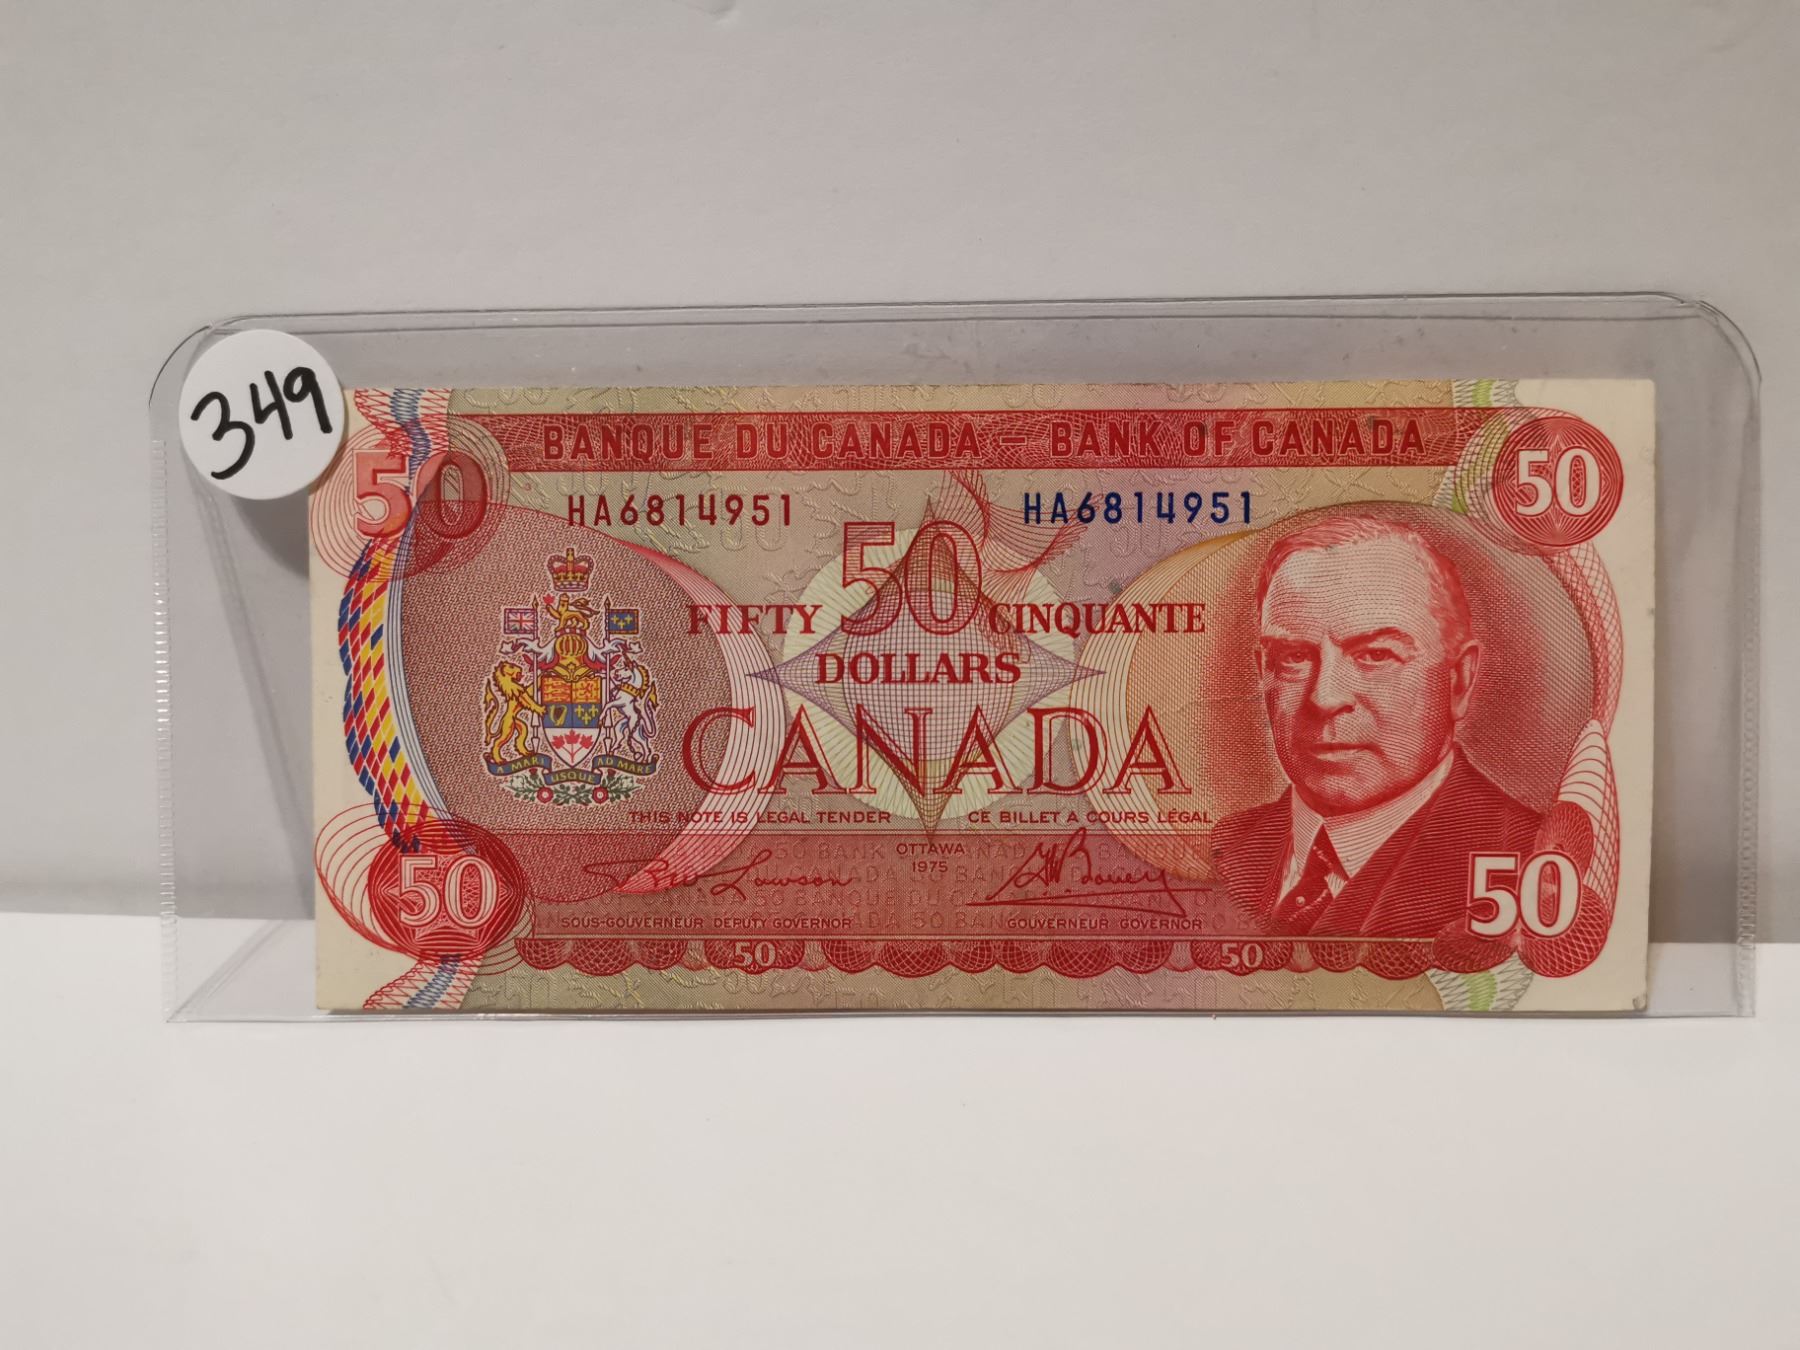 349
BANQUE DU CANADA – BANK OF CANADA
50 50
HA6814951 HA6814951
50
FIFTY CINQUANTE
DOLLARS
CANADA
A MARI USQUE AD MARE
THIS NOTE IS LEGAL TENDER CE BILLET A COURS LÉGAL
OTTAWA
1975
R W Lawson G.K. Bouey
SOUS-GOUVERNEUR DEPUTY GOVERNOR GOUVERNEUR GOVERNOR
50 50
50 50